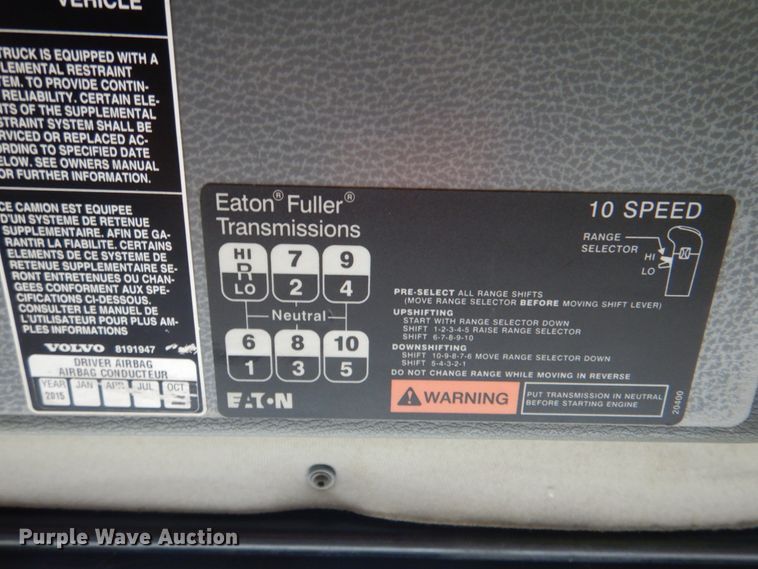 VEHICLE
TRUCK IS EQUIPPED WITH A
LEMENTAL RESTRAINT
TEM. TO PROVIDE CONTIN-
RELIABILITY. CERTAIN ELE-
NTS OF THE SUPPLEMENTAL
STRAINT SYSTEM SHALL BE
RVICED OR REPLACED AC-
ORDING TO SPECIFIED DATE
ELOW. SEE OWNERS MANUAL
OR FURTHER INFORMATION.
CE CAMION EST EQUIPEE
D'UN SYSTEME DE RETENUE
SUPPLEMENTAIRE. AFIN DE GA-
RANTIR LA FIABILITE. CERTAINS
ELEMENTS DE CE SYSTEME DE
RETENUE SUPPLEMENTAIRE SE-
RONT ENTRETENUES OU CHAN-
GEES CONFORMENT AUX SPE-
CIFICATIONS CI-DESSOUS.
CONSULTER LE MANUEL DE
L'UTILISATEUR POUR PLUS AM-
PLES INFORMATIONS
VOLVO 8191947
DRIVER AIRBAG
AIRBAG CONDUCTEUR
YEAR JAN APR JUL OCT
2015
Eaton® Fuller®
Transmissions
10 SPEED
RANGE
SELECTOR
HI
LO
HI 7 9
R
LO 2 4
Neutral
6 8 10
1 3 5
EATON
PRE-SELECT ALL RANGE SHIFTS
(MOVE RANGE SELECTOR BEFORE MOVING SHIFT LEVER)
UPSHIFTING
START WITH RANGE SELECTOR DOWN
SHIFT 1-2-3-4-5 RAISE RANGE SELECTOR
SHIFT 6-7-8-9-10
DOWNSHIFTING
SHIFT 10-9-8-7-6 MOVE RANGE SELECTOR DOWN
SHIFT 5-4-3-2-1
DO NOT CHANGE RANGE WHILE MOVING IN REVERSE
WARNING
PUT TRANSMISSION IN NEUTRAL
BEFORE STARTING ENGINE
20400
Purple Wave Auction